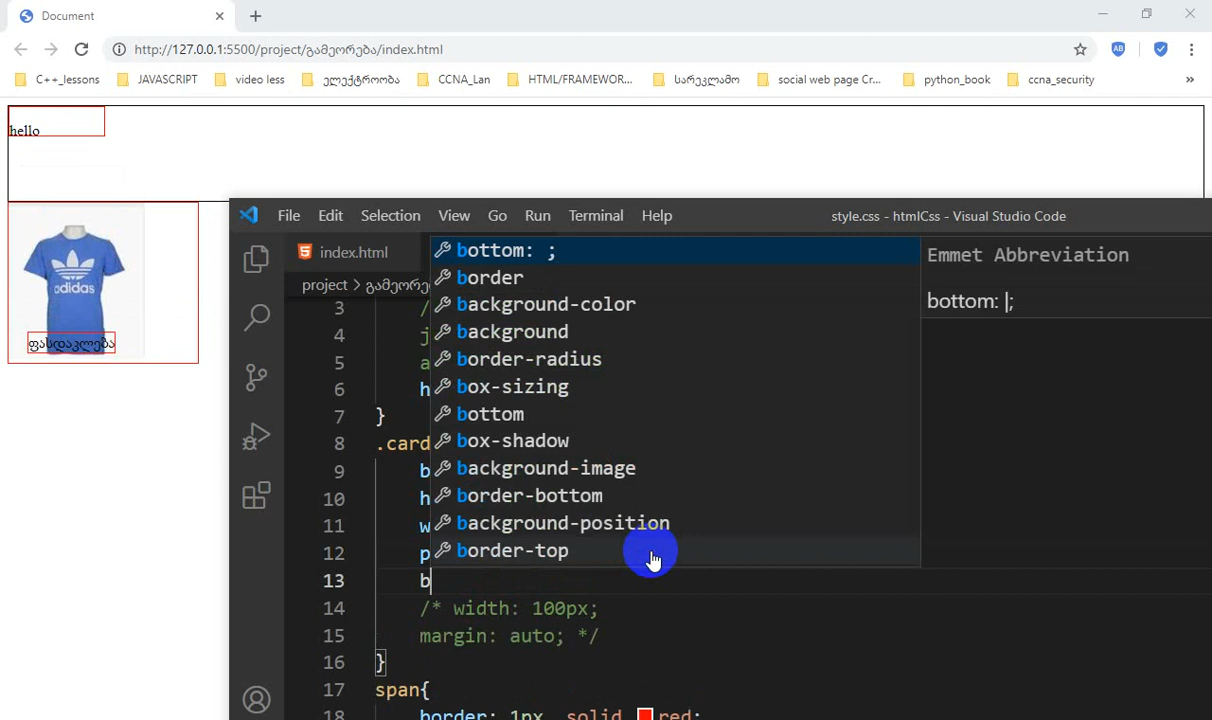 Document
http://127.0.0.1:5500/project/გამეორება/index.html
C++_lessons
JAVASCRIPT
video less
ელექტროობა
CCNA_Lan
HTML/FRAMEWOR...
სარეკლამო
social web page Cr...
python_book
ccna_security
»
hello
adidas
ფასდაკლება
File Edit Selection View Go Run Terminal Help
style.css - htmlCss - Visual Studio Code
index.html
project > გამეორე
bottom: ;
border
background-color
background
border-radius
box-sizing
bottom
box-shadow
background-image
border-bottom
background-position
border-top
Emmet Abbreviation
bottom: |;
3 /
4 j
5 a
6 h
7 }
8 .card
9 b
10 h
11 w
12 p
13 b
14 /* width: 100px;
15 margin: auto; */
16 }
17 span{
18 border: 1px solid red;